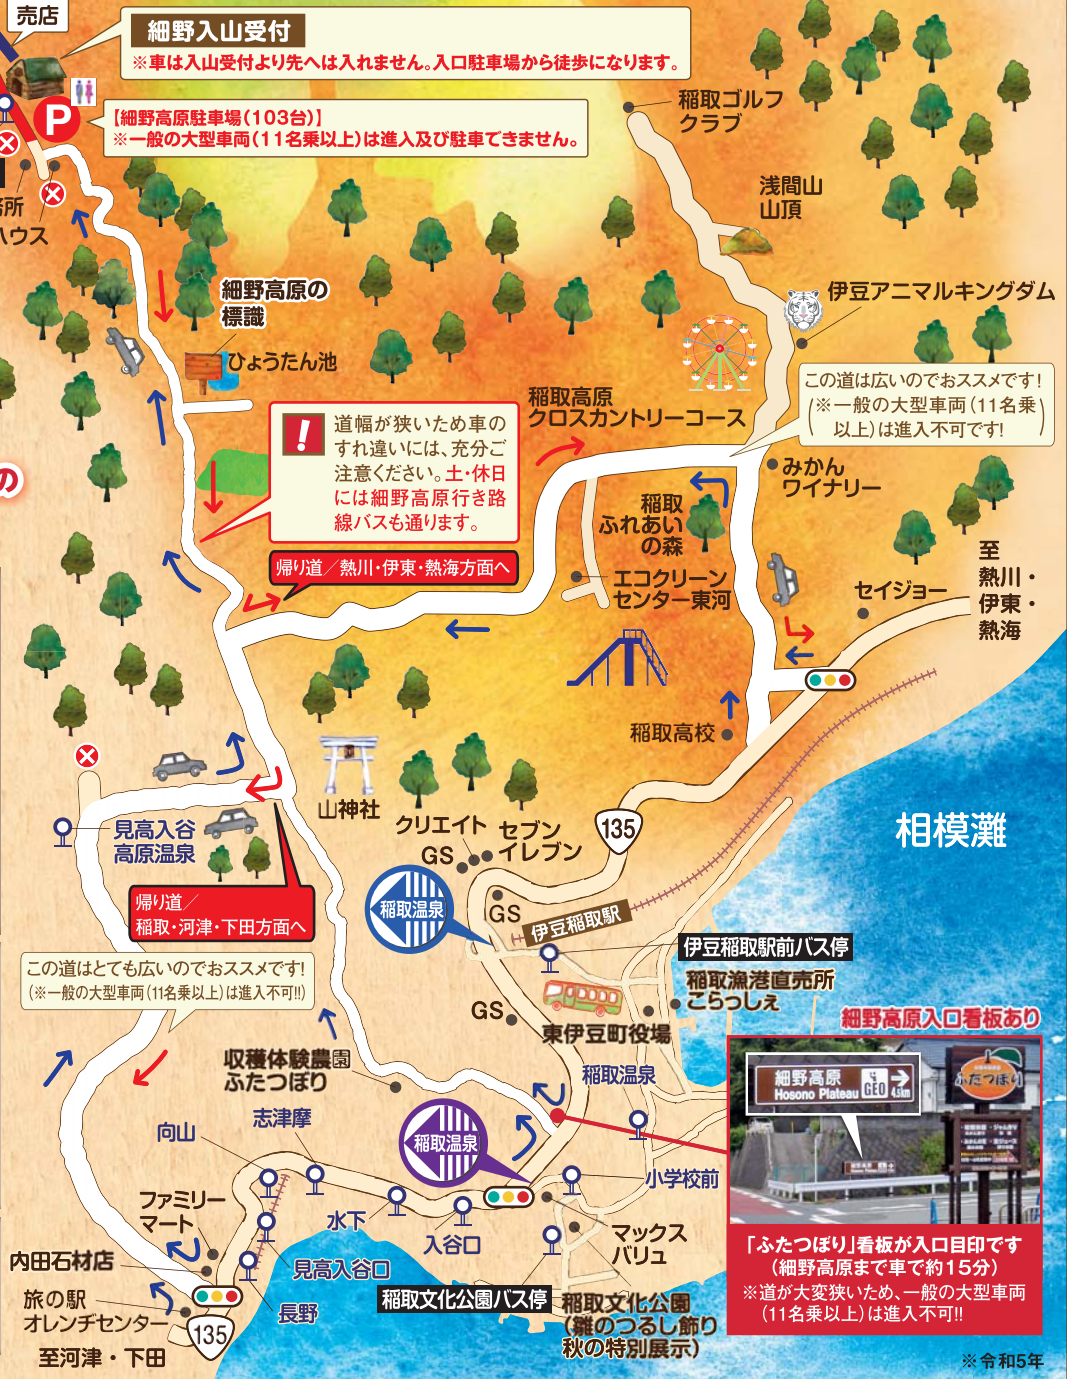 売店
細野入山受付
※車は入山受付より先へは入れません。入口駐車場から徒歩になります。
P
【細野高原駐車場(103台)】
※一般の大型車両(11名乗以上)は進入及び駐車できません。
務所
ハウス
稲取ゴルフ
クラブ
浅間山
山頂
伊豆アニマルキングダム
細野高原の
標識
ひょうたん池
この道は広いのでおススメです!
(※一般の大型車両(11名乗
以上)は進入不可です!)
稲取高原
クロスカントリーコース
!
道幅が狭いため車の
すれ違いには、充分ご
注意ください。土・休日
には細野高原行き路
線バスも通ります。
みかん
ワイナリー
の
稲取
ふれあい
の森
帰り道/熱川・伊東・熱海方面へ
エコクリーン
センター東河
セイジョー
至
熱川・
伊東・
熱海
稲取高校
山神社
見高入谷
高原温泉
クリエイト
セブン
イレブン
GS
135
相模灘
帰り道/
稲取・河津・下田方面へ
稲取温泉
GS
伊豆稲取駅
伊豆稲取駅前バス停
この道はとても広いのでおススメです!
(※一般の大型車両(11名乗以上)は進入不可!!)
稲取漁港直売所
こらっしぇ
GS
東伊豆町役場
細野高原入口看板あり
収穫体験農園
ふたつぼり
稲取温泉
細野高原
Hosono Plateau
GEO
4.5km
ふたつぼり
志津摩
向山
稲取温泉
小学校前
ファミリー
マート
水下
入谷口
マックス
バリュ
内田石材店
見高入谷口
「ふたつぼり」看板が入口目印です
(細野高原まで車で約15分)
※道が大変狭いため、一般の大型車両
(11名乗以上)は進入不可!!
旅の駅
オレンヂセンター
長野
稲取文化公園バス停
稲取文化公園
(雛のつるし飾り
秋の特別展示)
135
至河津・下田
※令和5年